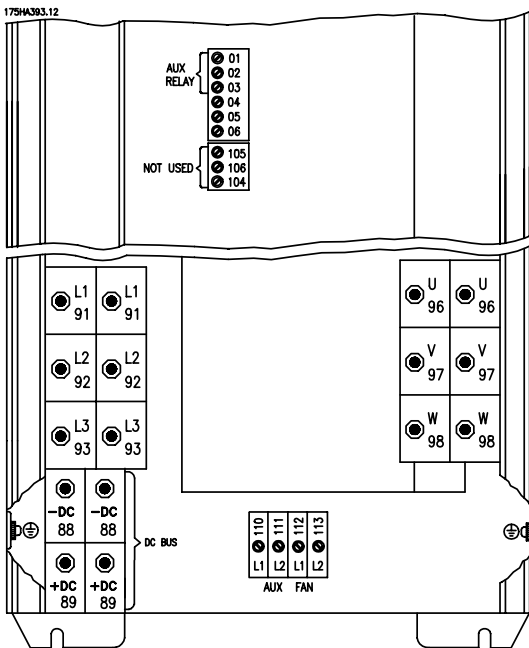 175HA393.12
AUX RELAY
01
02
03
04
05
06
NOT USED
105
106
104
L1 91 L1 91
L2 92 L2 92
L3 93 L3 93
U 96 U 96
V 97 V 97
W 98 W 98
-DC 88 -DC 88
+DC 89 +DC 89
DC BUS
110 111 112 113
L1 L2 L1 L2
AUX FAN